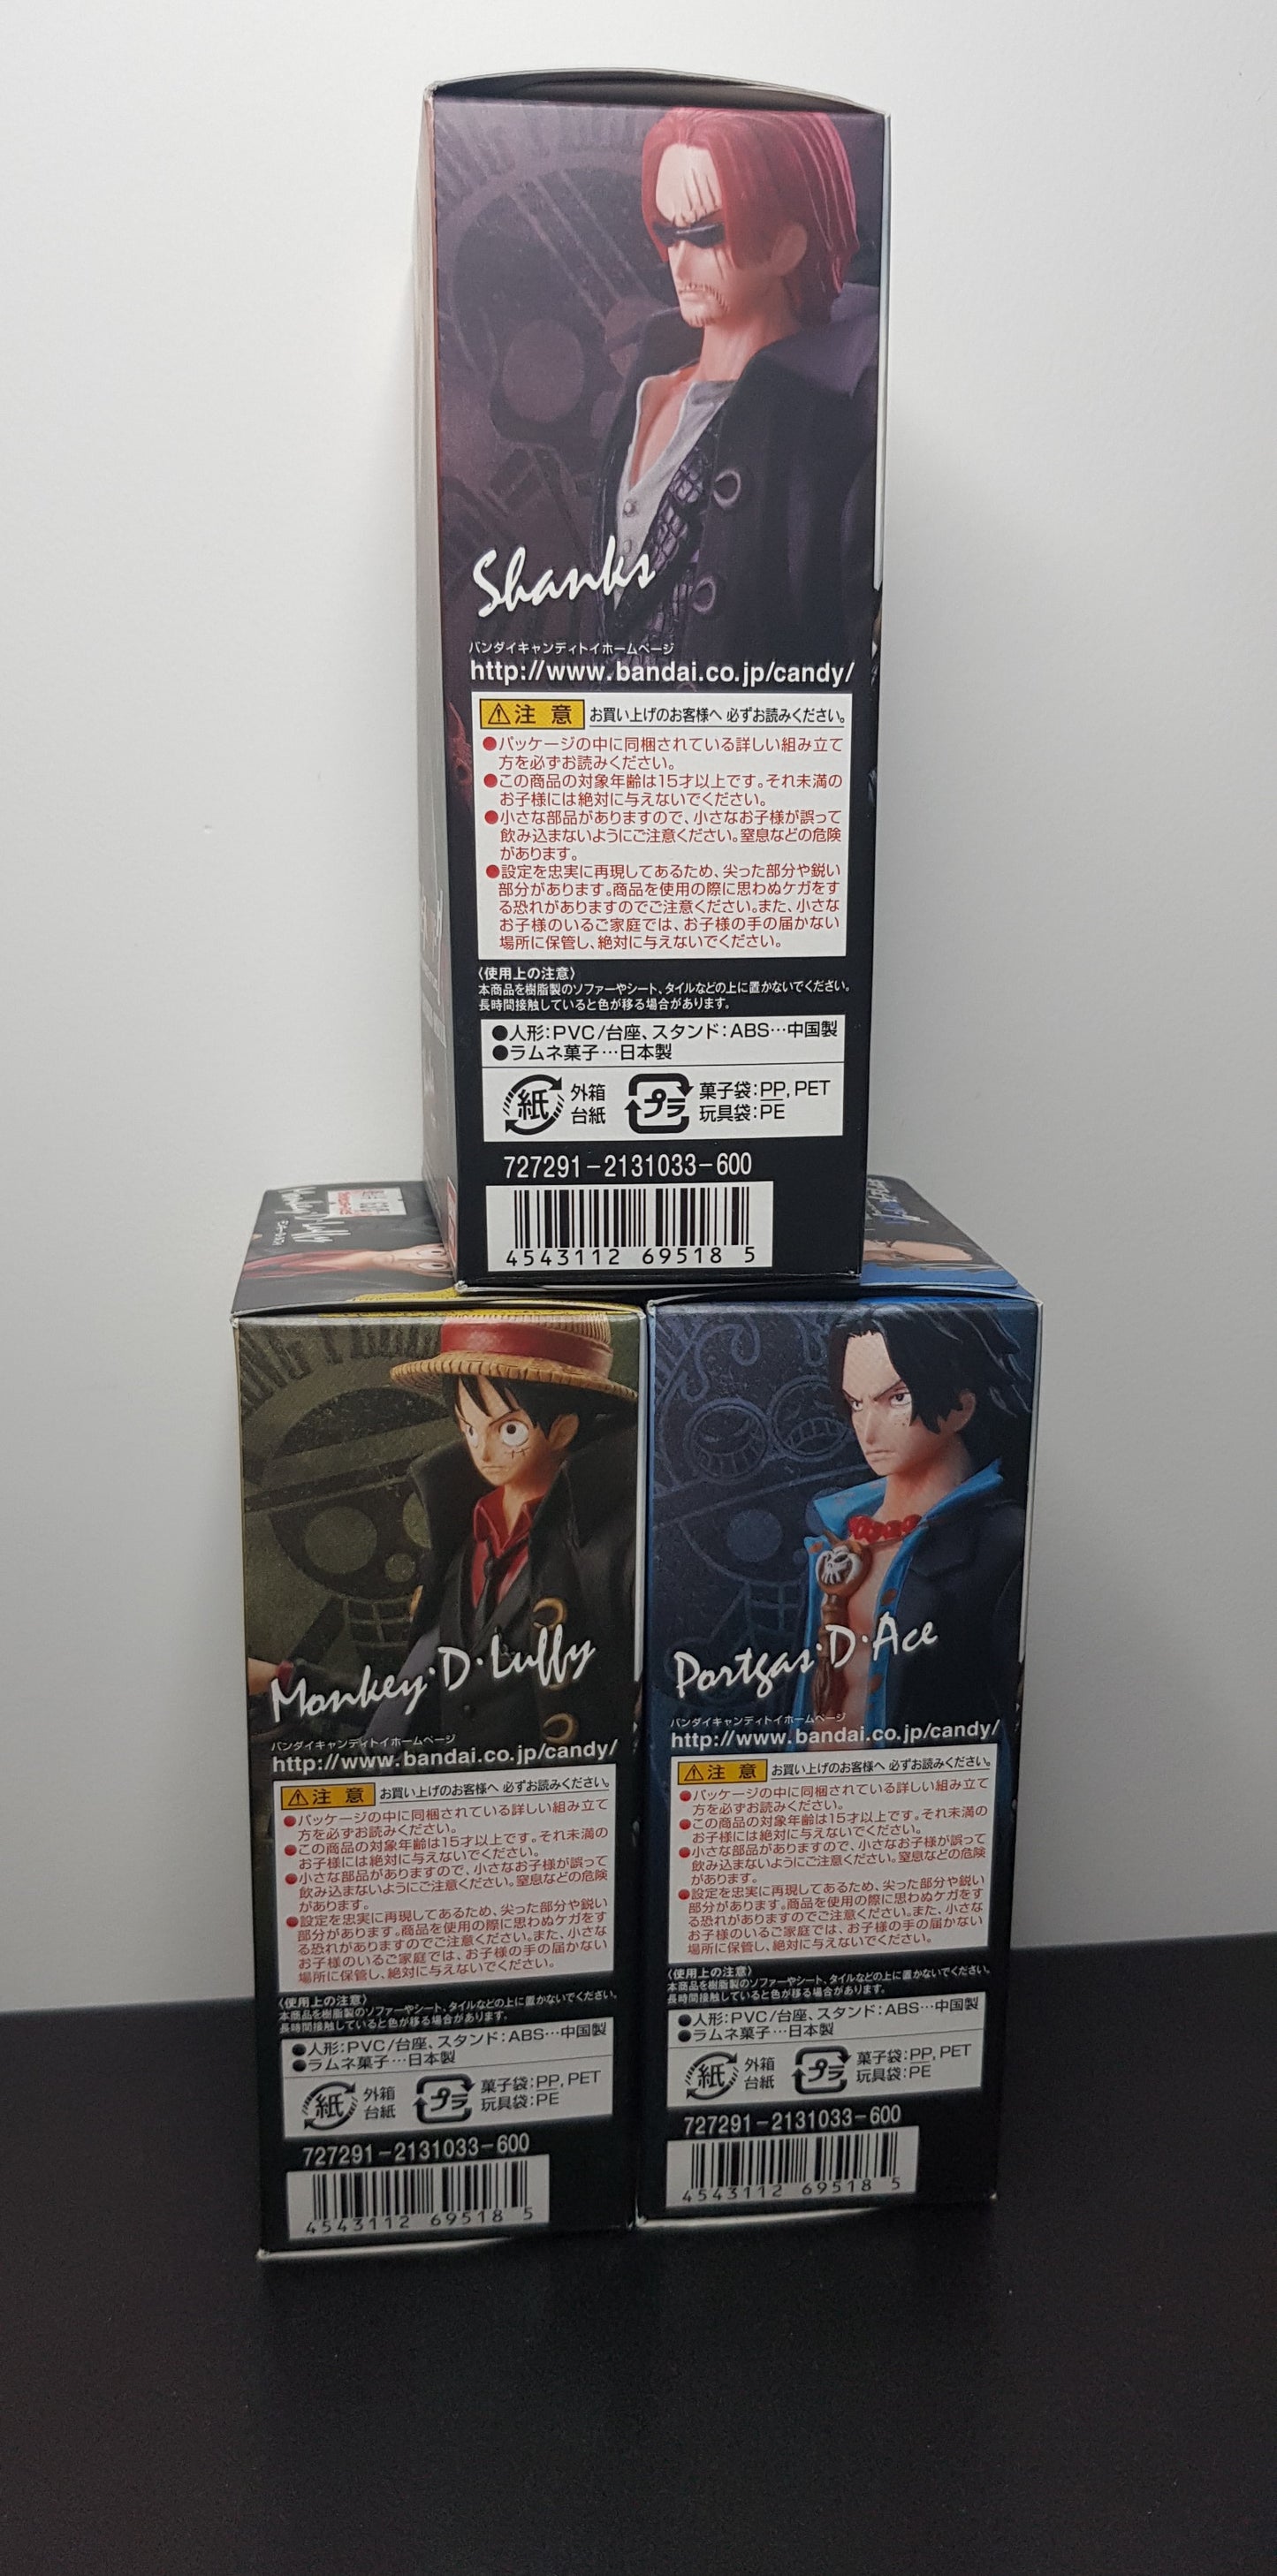 Shanks
バンダイキャンディトイホームページ
http://www.bandai.co.jp/candy/
注意 お買い上げのお客様へ 必ずお読みください。
●パッケージの中に同梱されている詳しい組み立て
方を必ずお読みください。
●この商品の対象年齢は15才以上です。それ未満の
お子様には絶対に与えないでください。
●小さな部品がありますので、小さなお子様が誤って
飲み込まないようにご注意ください。窒息などの危険
があります。
●設定を忠実に再現してあるため、尖った部分や鋭い
部分があります。商品を使用の際に思わぬケガをす
る恐れがありますのでご注意ください。また、小さな
お子様のいるご家庭では、お子様の手の届かない
場所に保管し、絶対に与えないでください。
〈使用上の注意〉
本商品を樹脂製のソファーやシート、タイルなどの上に置かないでください。
長時間接触していると色が移る場合があります。
●人形:PVC/台座、スタンド:ABS…中国製
●ラムネ菓子…日本製
紙 外箱
台紙
プラ 菓子袋:PP, PET
玩具袋:PE
727291-2131033-600
4543112 69518 5
Monkey・D・Luffy
Monkey・D・Luffy
バンダイキャンディトイホームページ
http://www.bandai.co.jp/candy/
注意 お買い上げのお客様へ 必ずお読みください。
●パッケージの中に同梱されている詳しい組み立て
方を必ずお読みください。
●この商品の対象年齢は15才以上です。それ未満の
お子様には絶対に与えないでください。
●小さな部品がありますので、小さなお子様が誤って
飲み込まないようにご注意ください。窒息などの危険
があります。
●設定を忠実に再現してあるため、尖った部分や鋭い
部分があります。商品を使用の際に思わぬケガをす
る恐れがありますのでご注意ください。また、小さな
お子様のいるご家庭では、お子様の手の届かない
場所に保管し、絶対に与えないでください。
〈使用上の注意〉
本商品を樹脂製のソファーやシート、タイルなどの上に置かないでください。
長時間接触していると色が移る場合があります。
●人形:PVC/台座、スタンド:ABS…中国製
●ラムネ菓子…日本製
紙 外箱
台紙
プラ 菓子袋:PP, PET
玩具袋:PE
727291-2131033-600
4543112 69518 5
Portgas・D・Ace
バンダイキャンディトイホームページ
http://www.bandai.co.jp/candy/
注意 お買い上げのお客様へ 必ずお読みください。
●パッケージの中に同梱されている詳しい組み立て
方を必ずお読みください。
●この商品の対象年齢は15才以上です。それ未満の
お子様には絶対に与えないでください。
●小さな部品がありますので、小さなお子様が誤って
飲み込まないようにご注意ください。窒息などの危険
があります。
●設定を忠実に再現してあるため、尖った部分や鋭い
部分があります。商品を使用の際に思わぬケガをす
る恐れがありますのでご注意ください。また、小さな
お子様のいるご家庭では、お子様の手の届かない
場所に保管し、絶対に与えないでください。
〈使用上の注意〉
本商品を樹脂製のソファーやシート、タイルなどの上に置かないでください。
長時間接触していると色が移る場合があります。
●人形:PVC/台座、スタンド:ABS…中国製
●ラムネ菓子…日本製
紙 外箱
台紙
プラ 菓子袋:PP, PET
玩具袋:PE
727291-2131033-600
4543112 69518 5